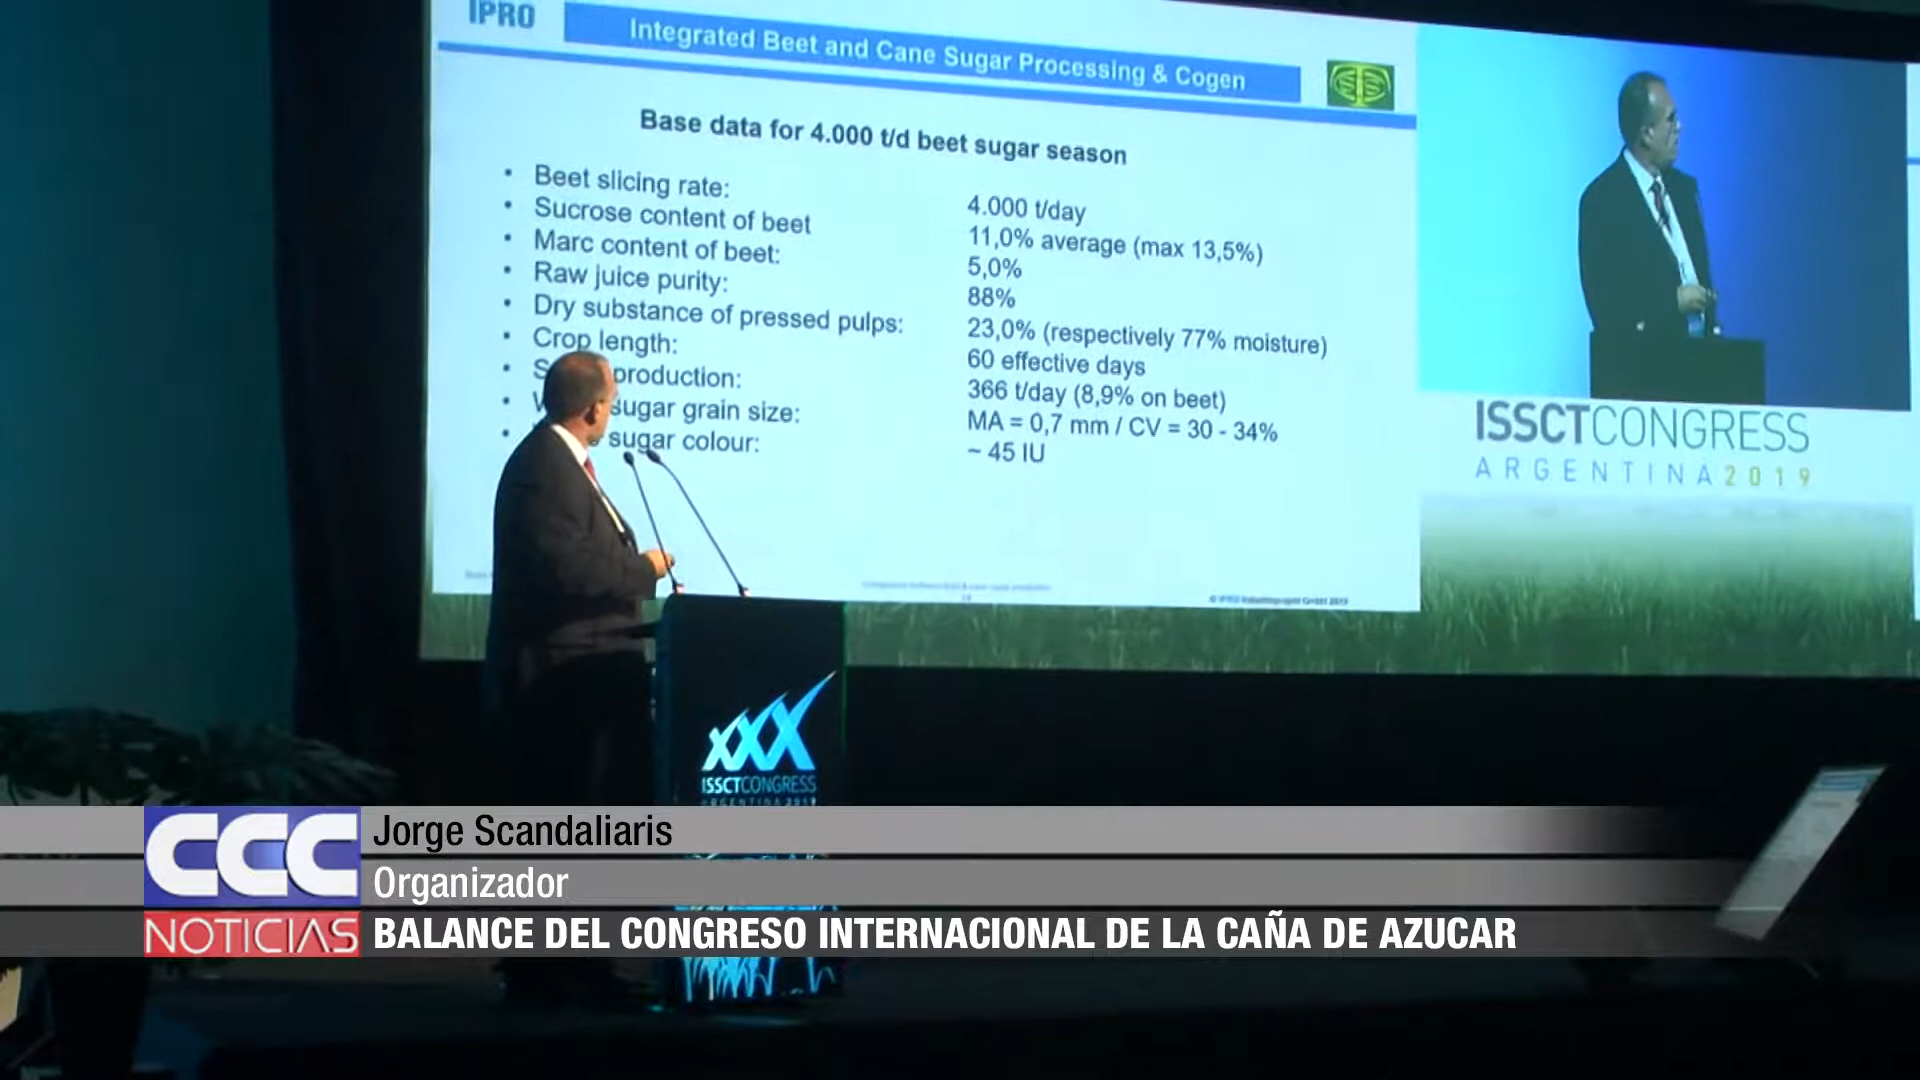 IPRO
Integrated Beet and Cane Sugar Processing & Cogen
Base data for 4.000 t/d beet sugar season
• Beet slicing rate: 4.000 t/day
• Sucrose content of beet 11,0% average (max 13,5%)
• Marc content of beet: 5,0%
• Raw juice purity: 88%
• Dry substance of pressed pulps: 23,0% (respectively 77% moisture)
• Crop length: 60 effective days
• production: 366 t/day (8,9% on beet)
• sugar grain size: MA = 0,7 mm / CV = 30 - 34%
• sugar colour: ~ 45 IU
ISSCTCONGRESS
ARGENTINA2019
XXX
ISSCTCONGRESS
ARGENTINA 2019
CCC
NOTICIAS
Jorge Scandaliaris
Organizador
BALANCE DEL CONGRESO INTERNACIONAL DE LA CAÑA DE AZUCAR